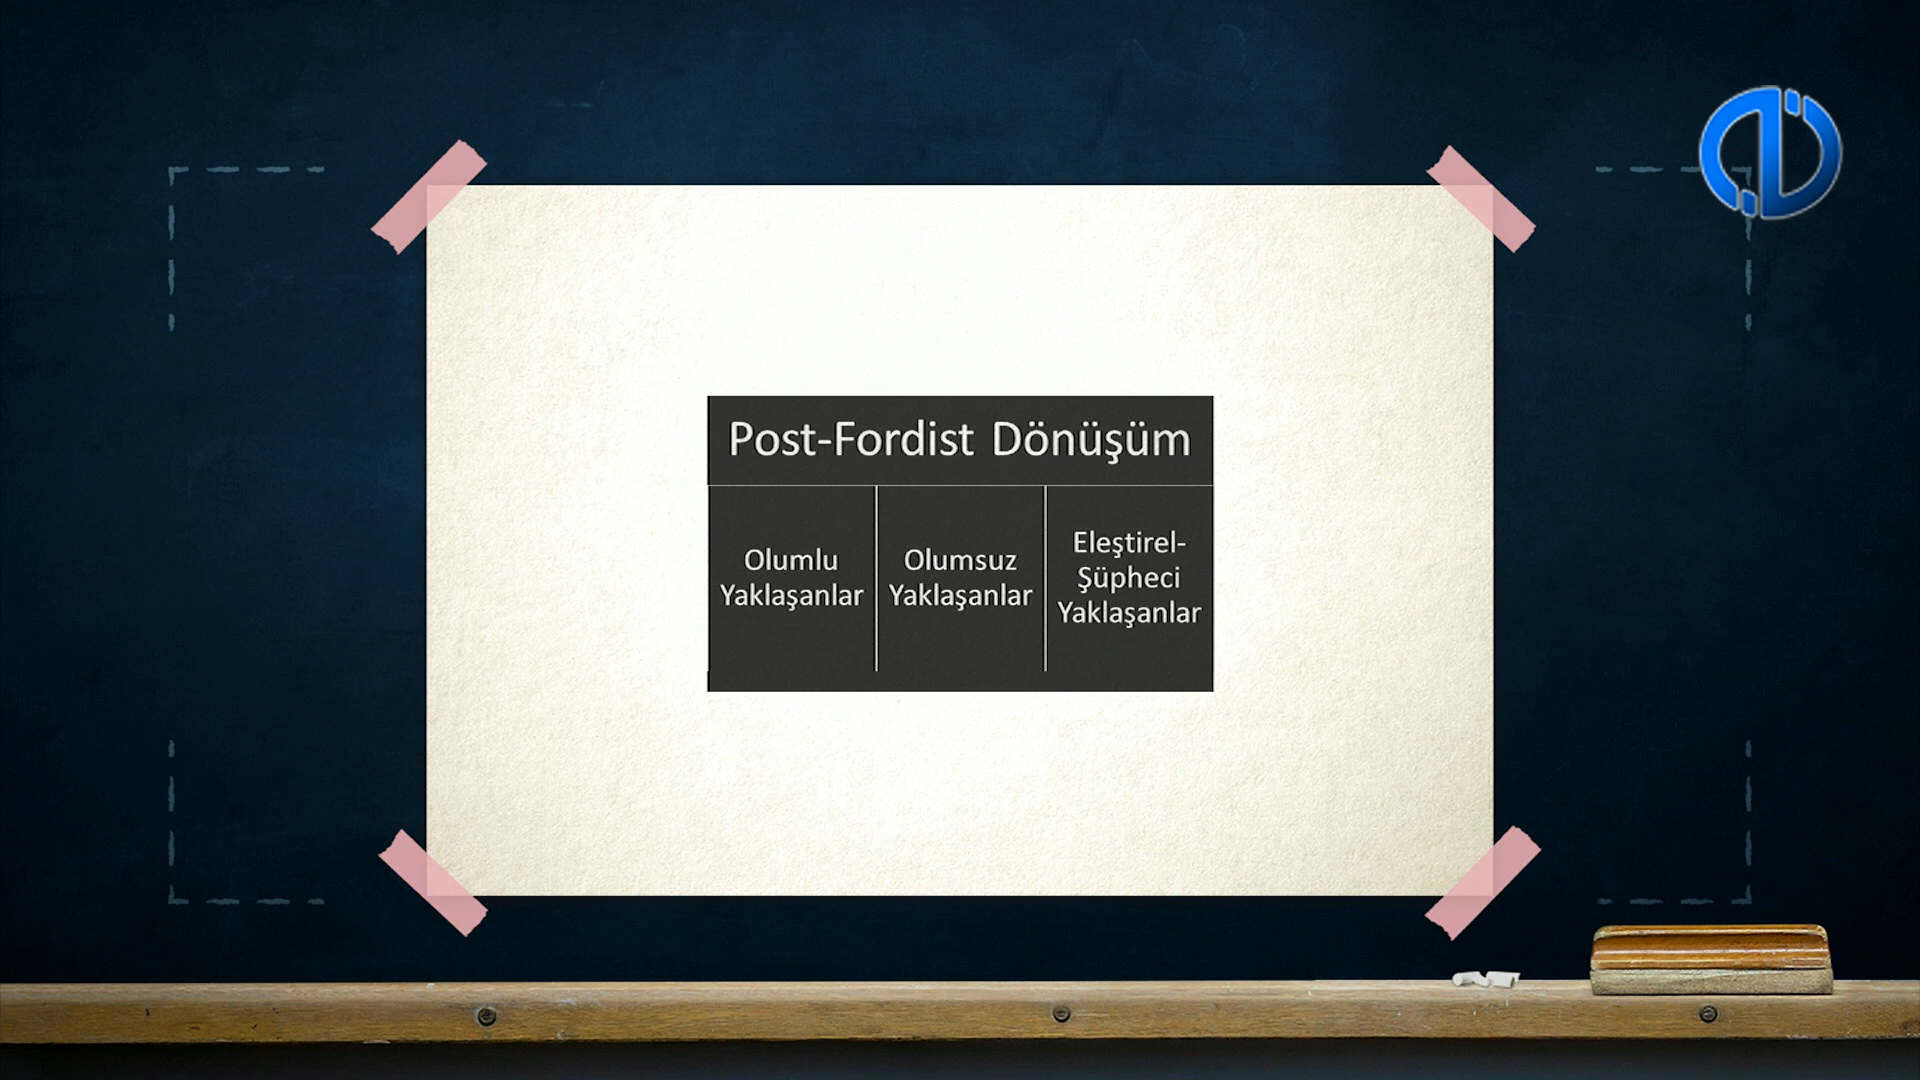 Post-Fordist Dönüşüm
Olumlu
Yaklaşanlar
Olumsuz
Yaklaşanlar
Eleştirel-
Şüpheci
Yaklaşanlar